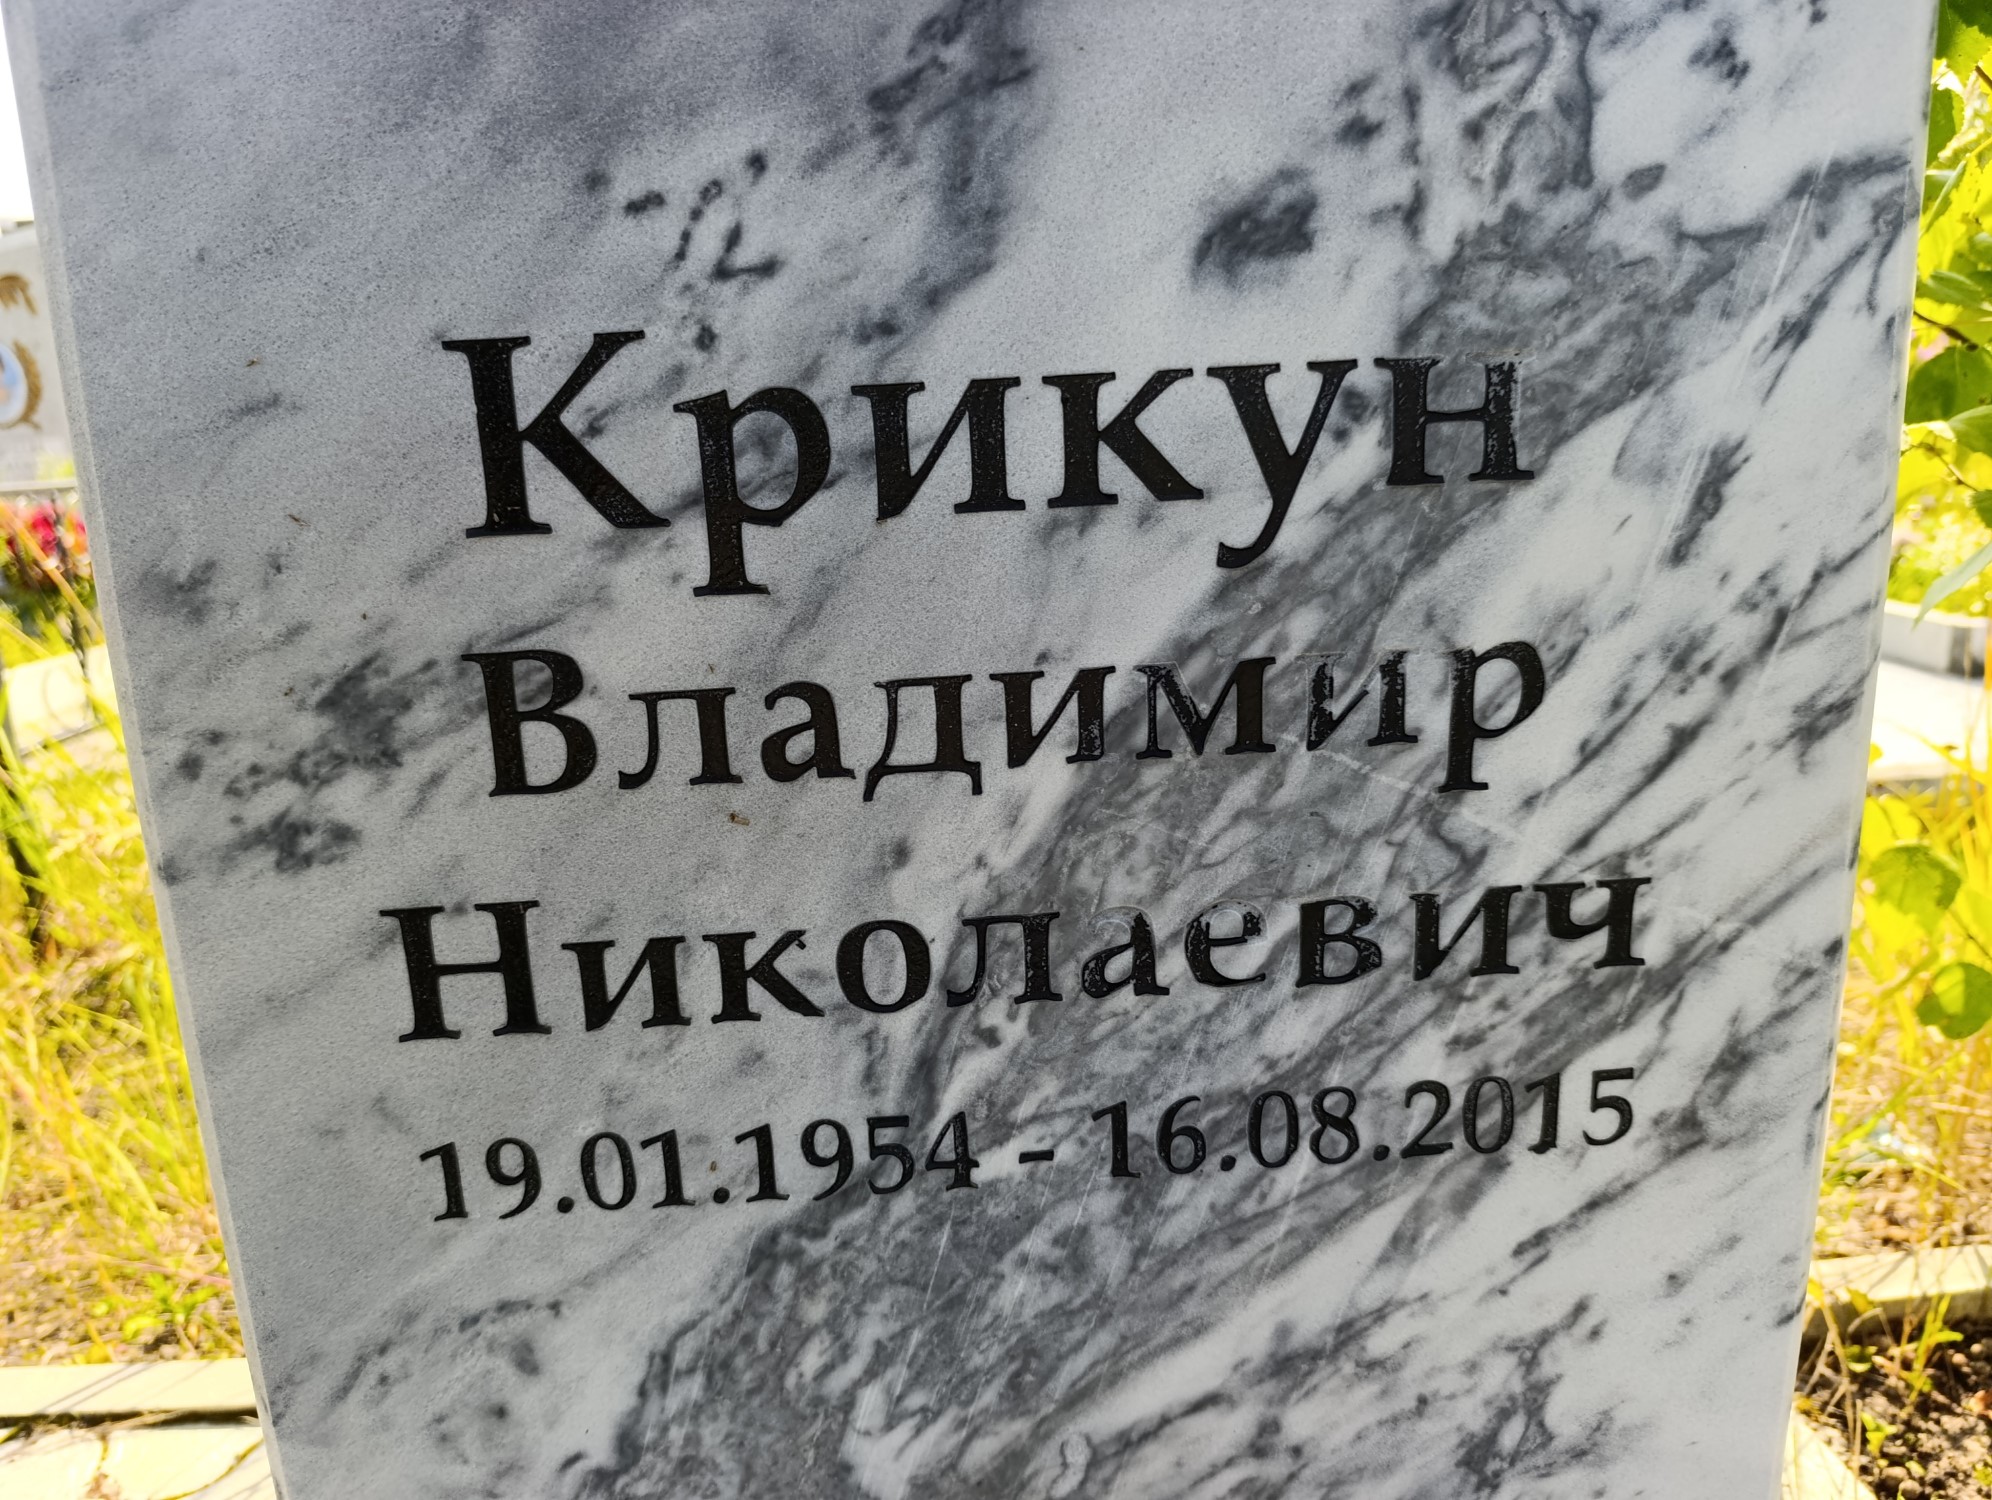 Крикун
Владимир
Николаевич
19.01.1954 - 16.08.2015